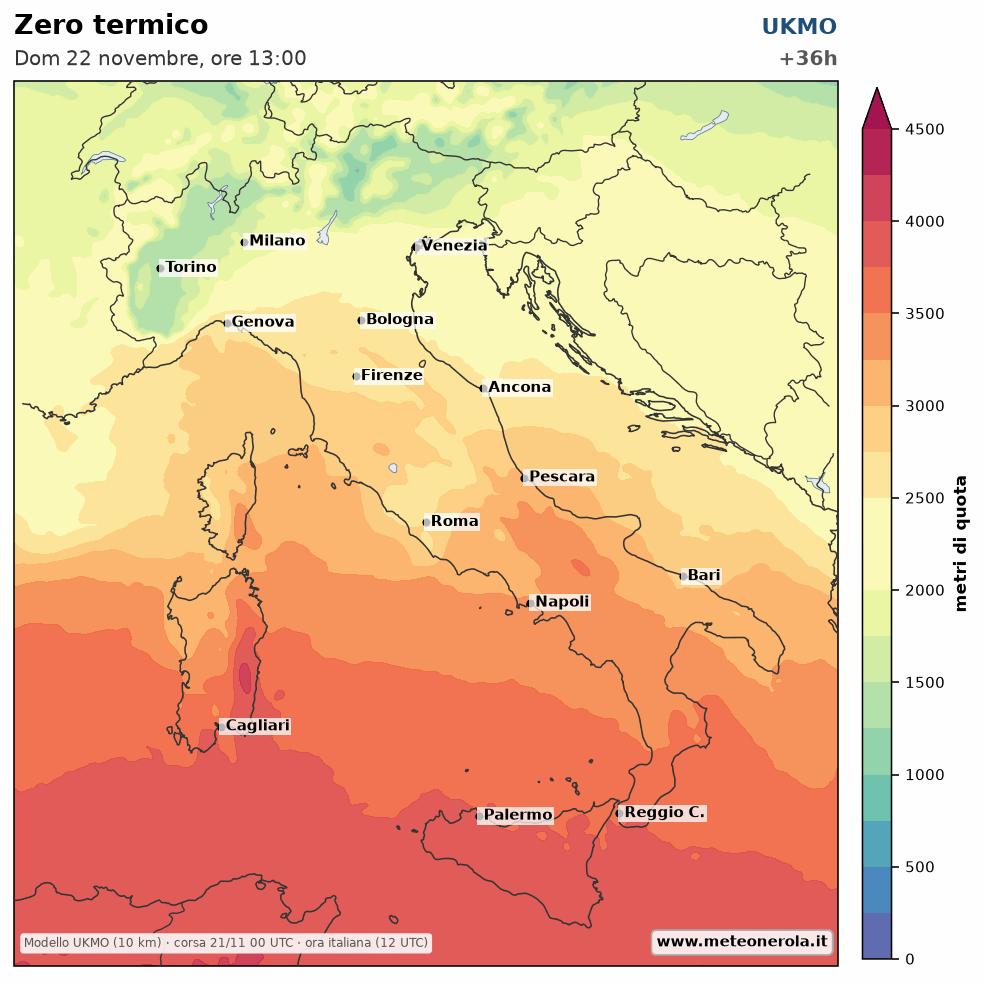 Zero termico
UKMO
Dom 22 novembre, ore 13:00
+36h
Milano
Venezia
Torino
Genova
Bologna
Firenze
Ancona
Pescara
Roma
Bari
Napoli
Cagliari
Palermo
Reggio C.
4500
4000
3500
3000
2500
2000
1500
1000
500
0
metri di quota
Modello UKMO (10 km) · corsa 21/11 00 UTC · ora italiana (12 UTC)
www.meteonerola.it